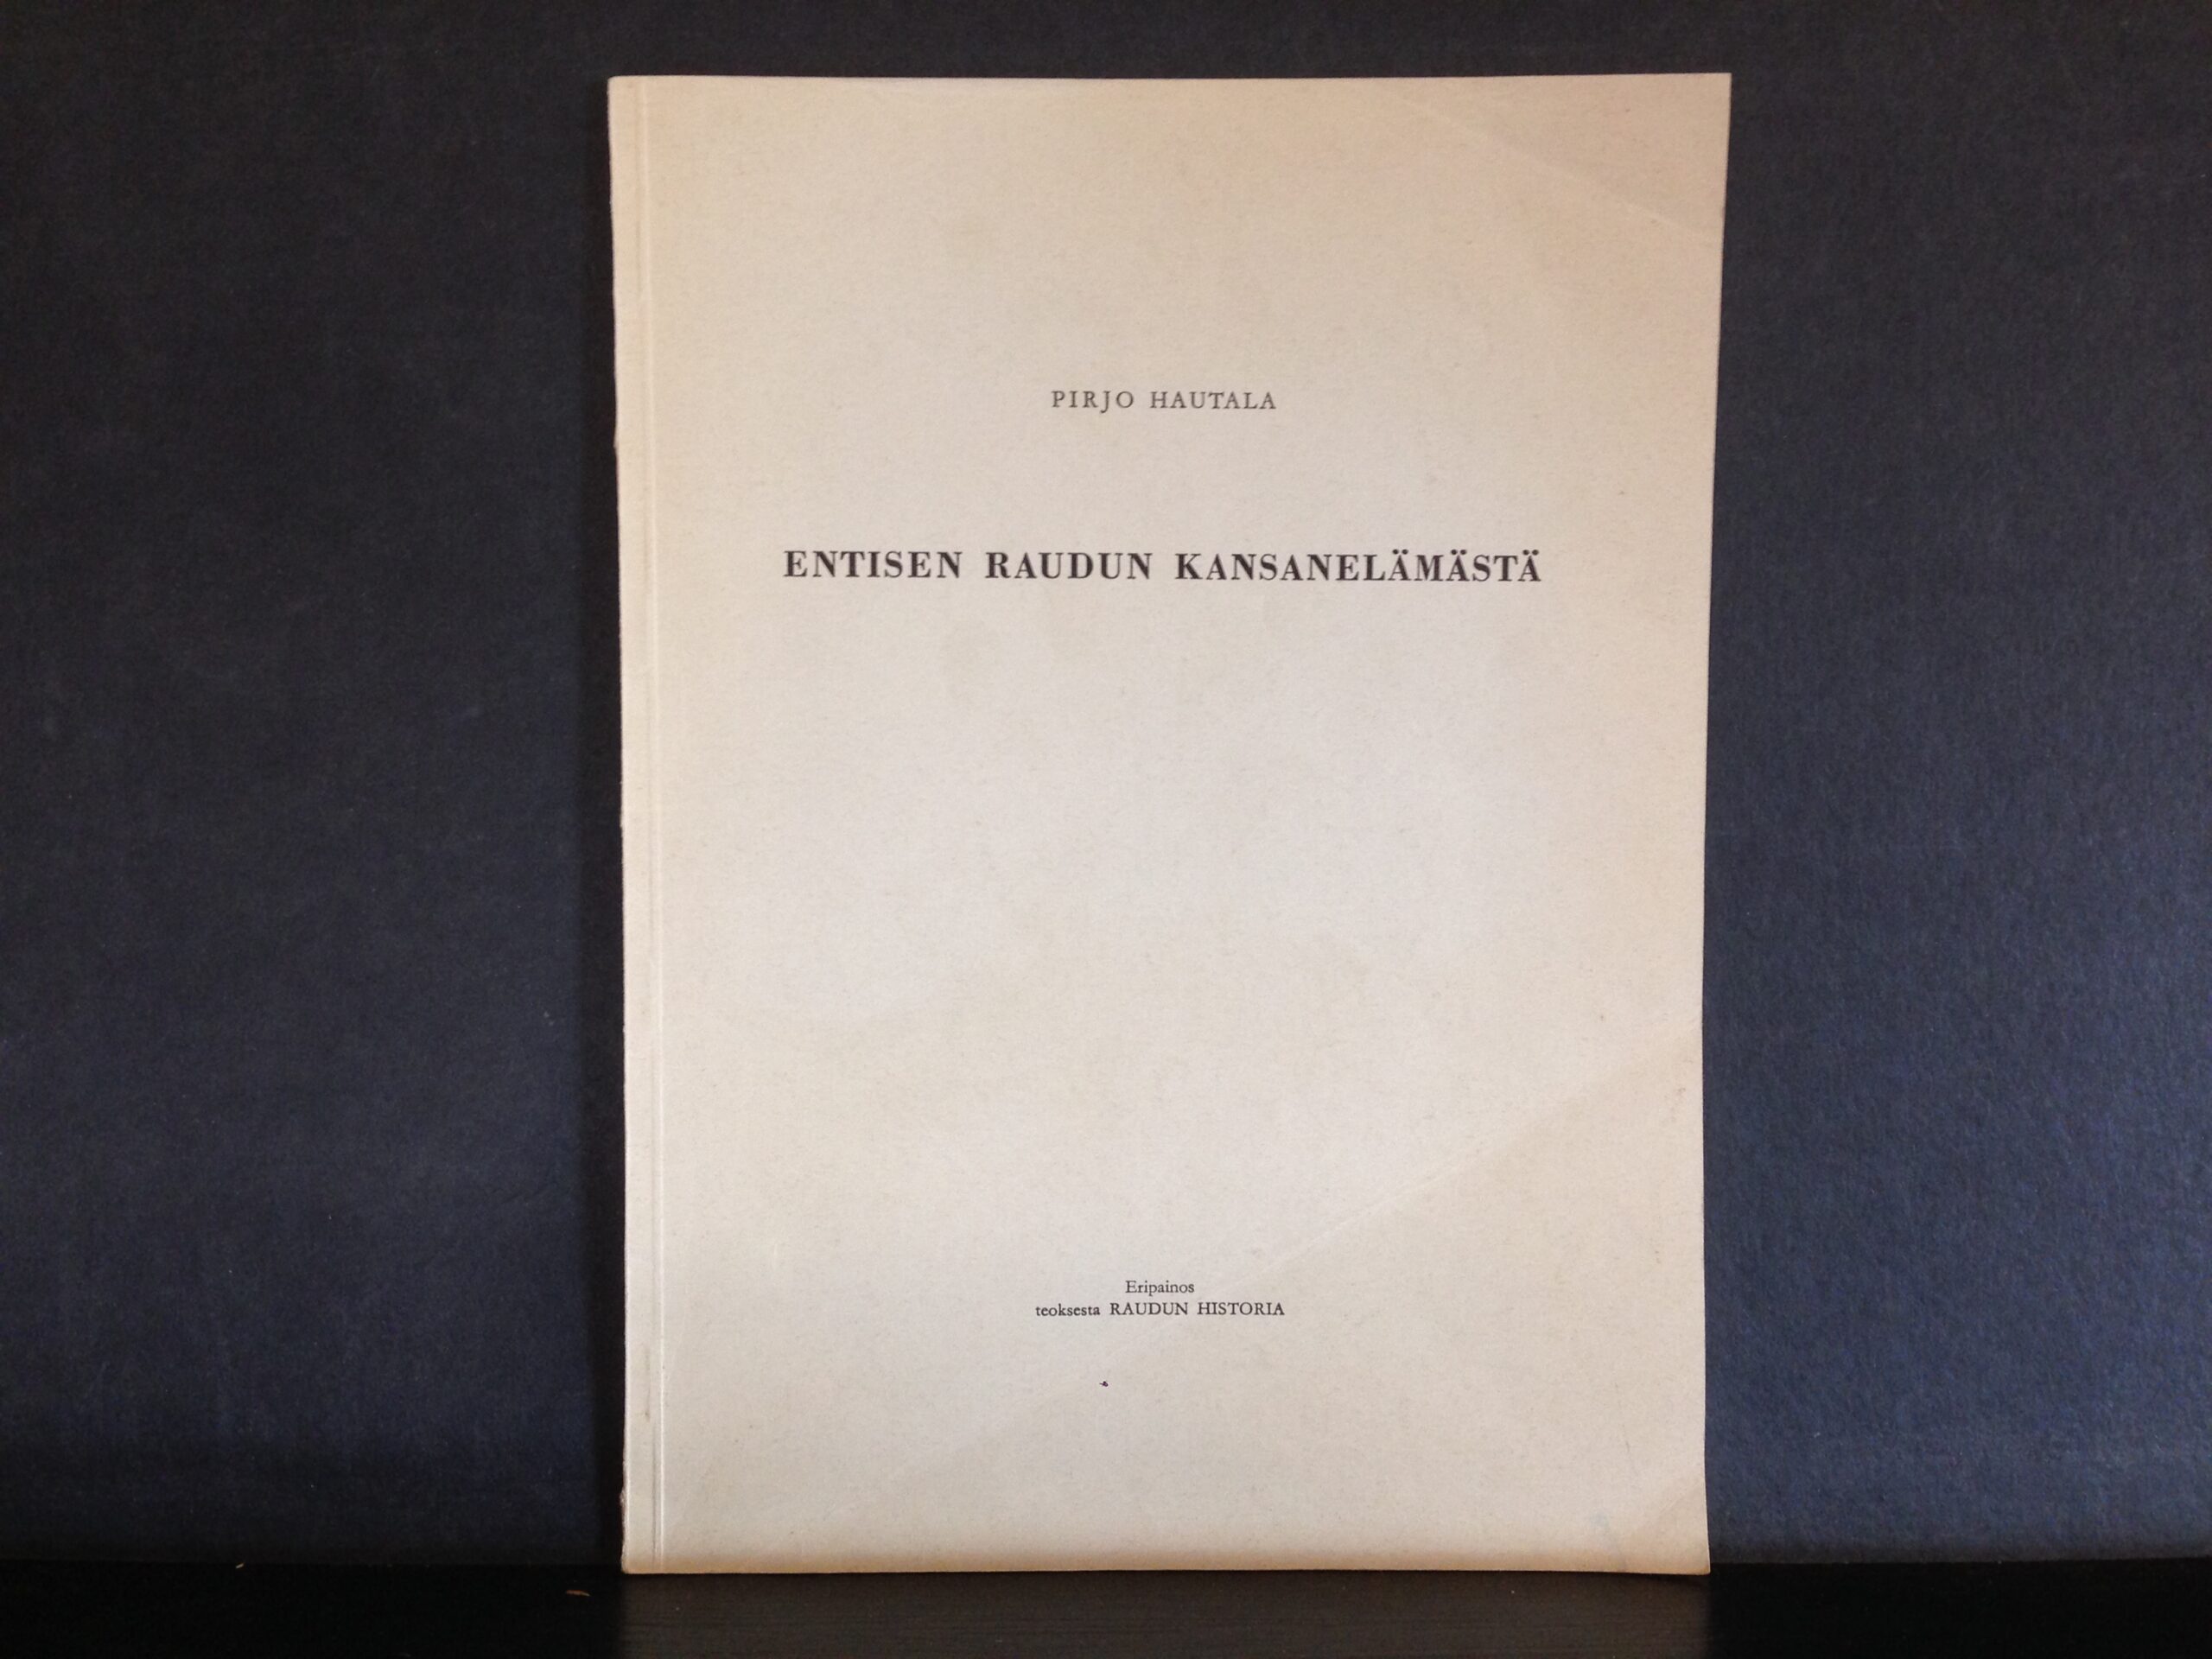 PIRJO HAUTALA
ENTISEN RAUDUN KANSANELÄMÄSTÄ
Eripainos
teoksesta RAUDUN HISTORIA